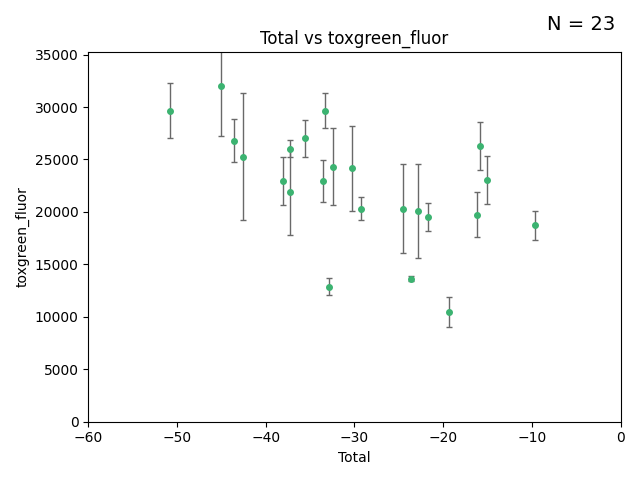 N = 23
Total vs toxgreen_fluor
35000
30000
25000
20000
15000
10000
5000
0
toxgreen_fluor
−60 −50 −40 −30 −20 −10 0
Total